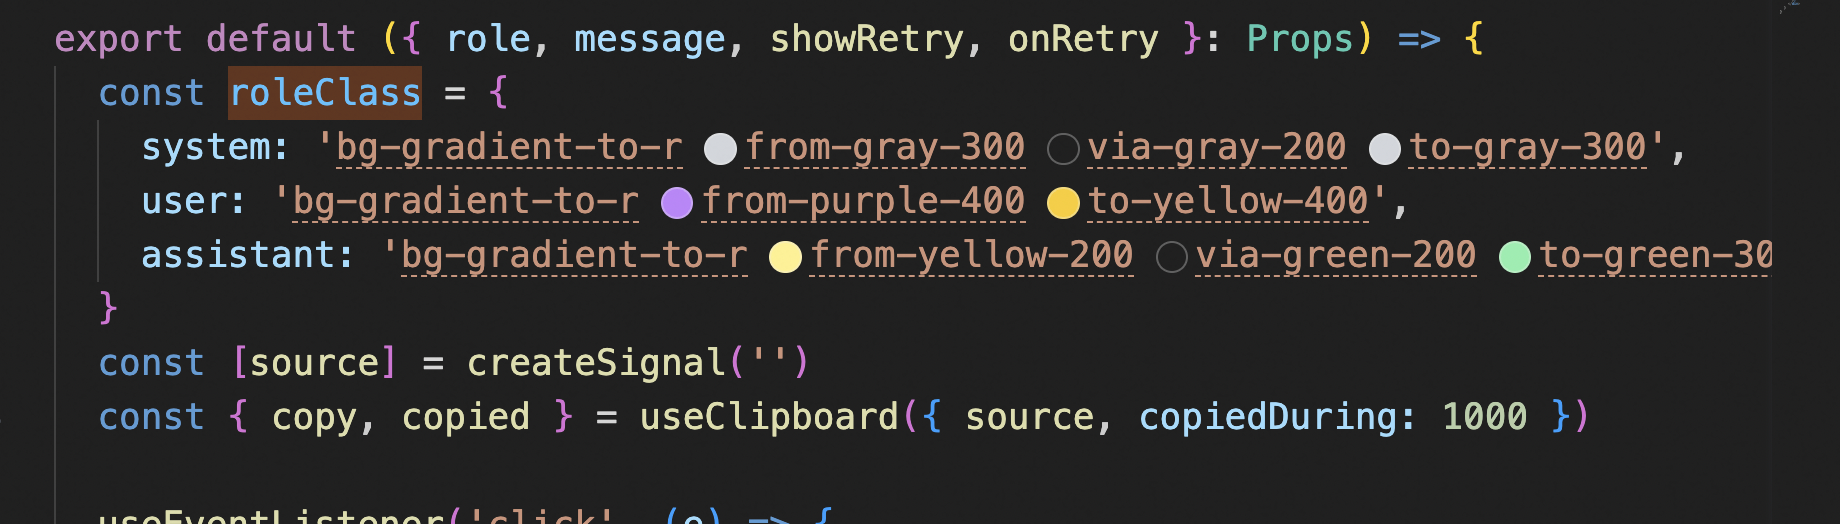 export default ({ role, message, showRetry, onRetry }: Props) => {
const roleClass = {
system: 'bg-gradient-to-r from-gray-300 via-gray-200 to-gray-300',
user: 'bg-gradient-to-r from-purple-400 to-yellow-400',
assistant: 'bg-gradient-to-r from-yellow-200 via-green-200 to-green-30
}
const [source] = createSignal('')
const { copy, copied } = useClipboard({ source, copiedDuring: 1000 })
useEventListener('click', (e) => {